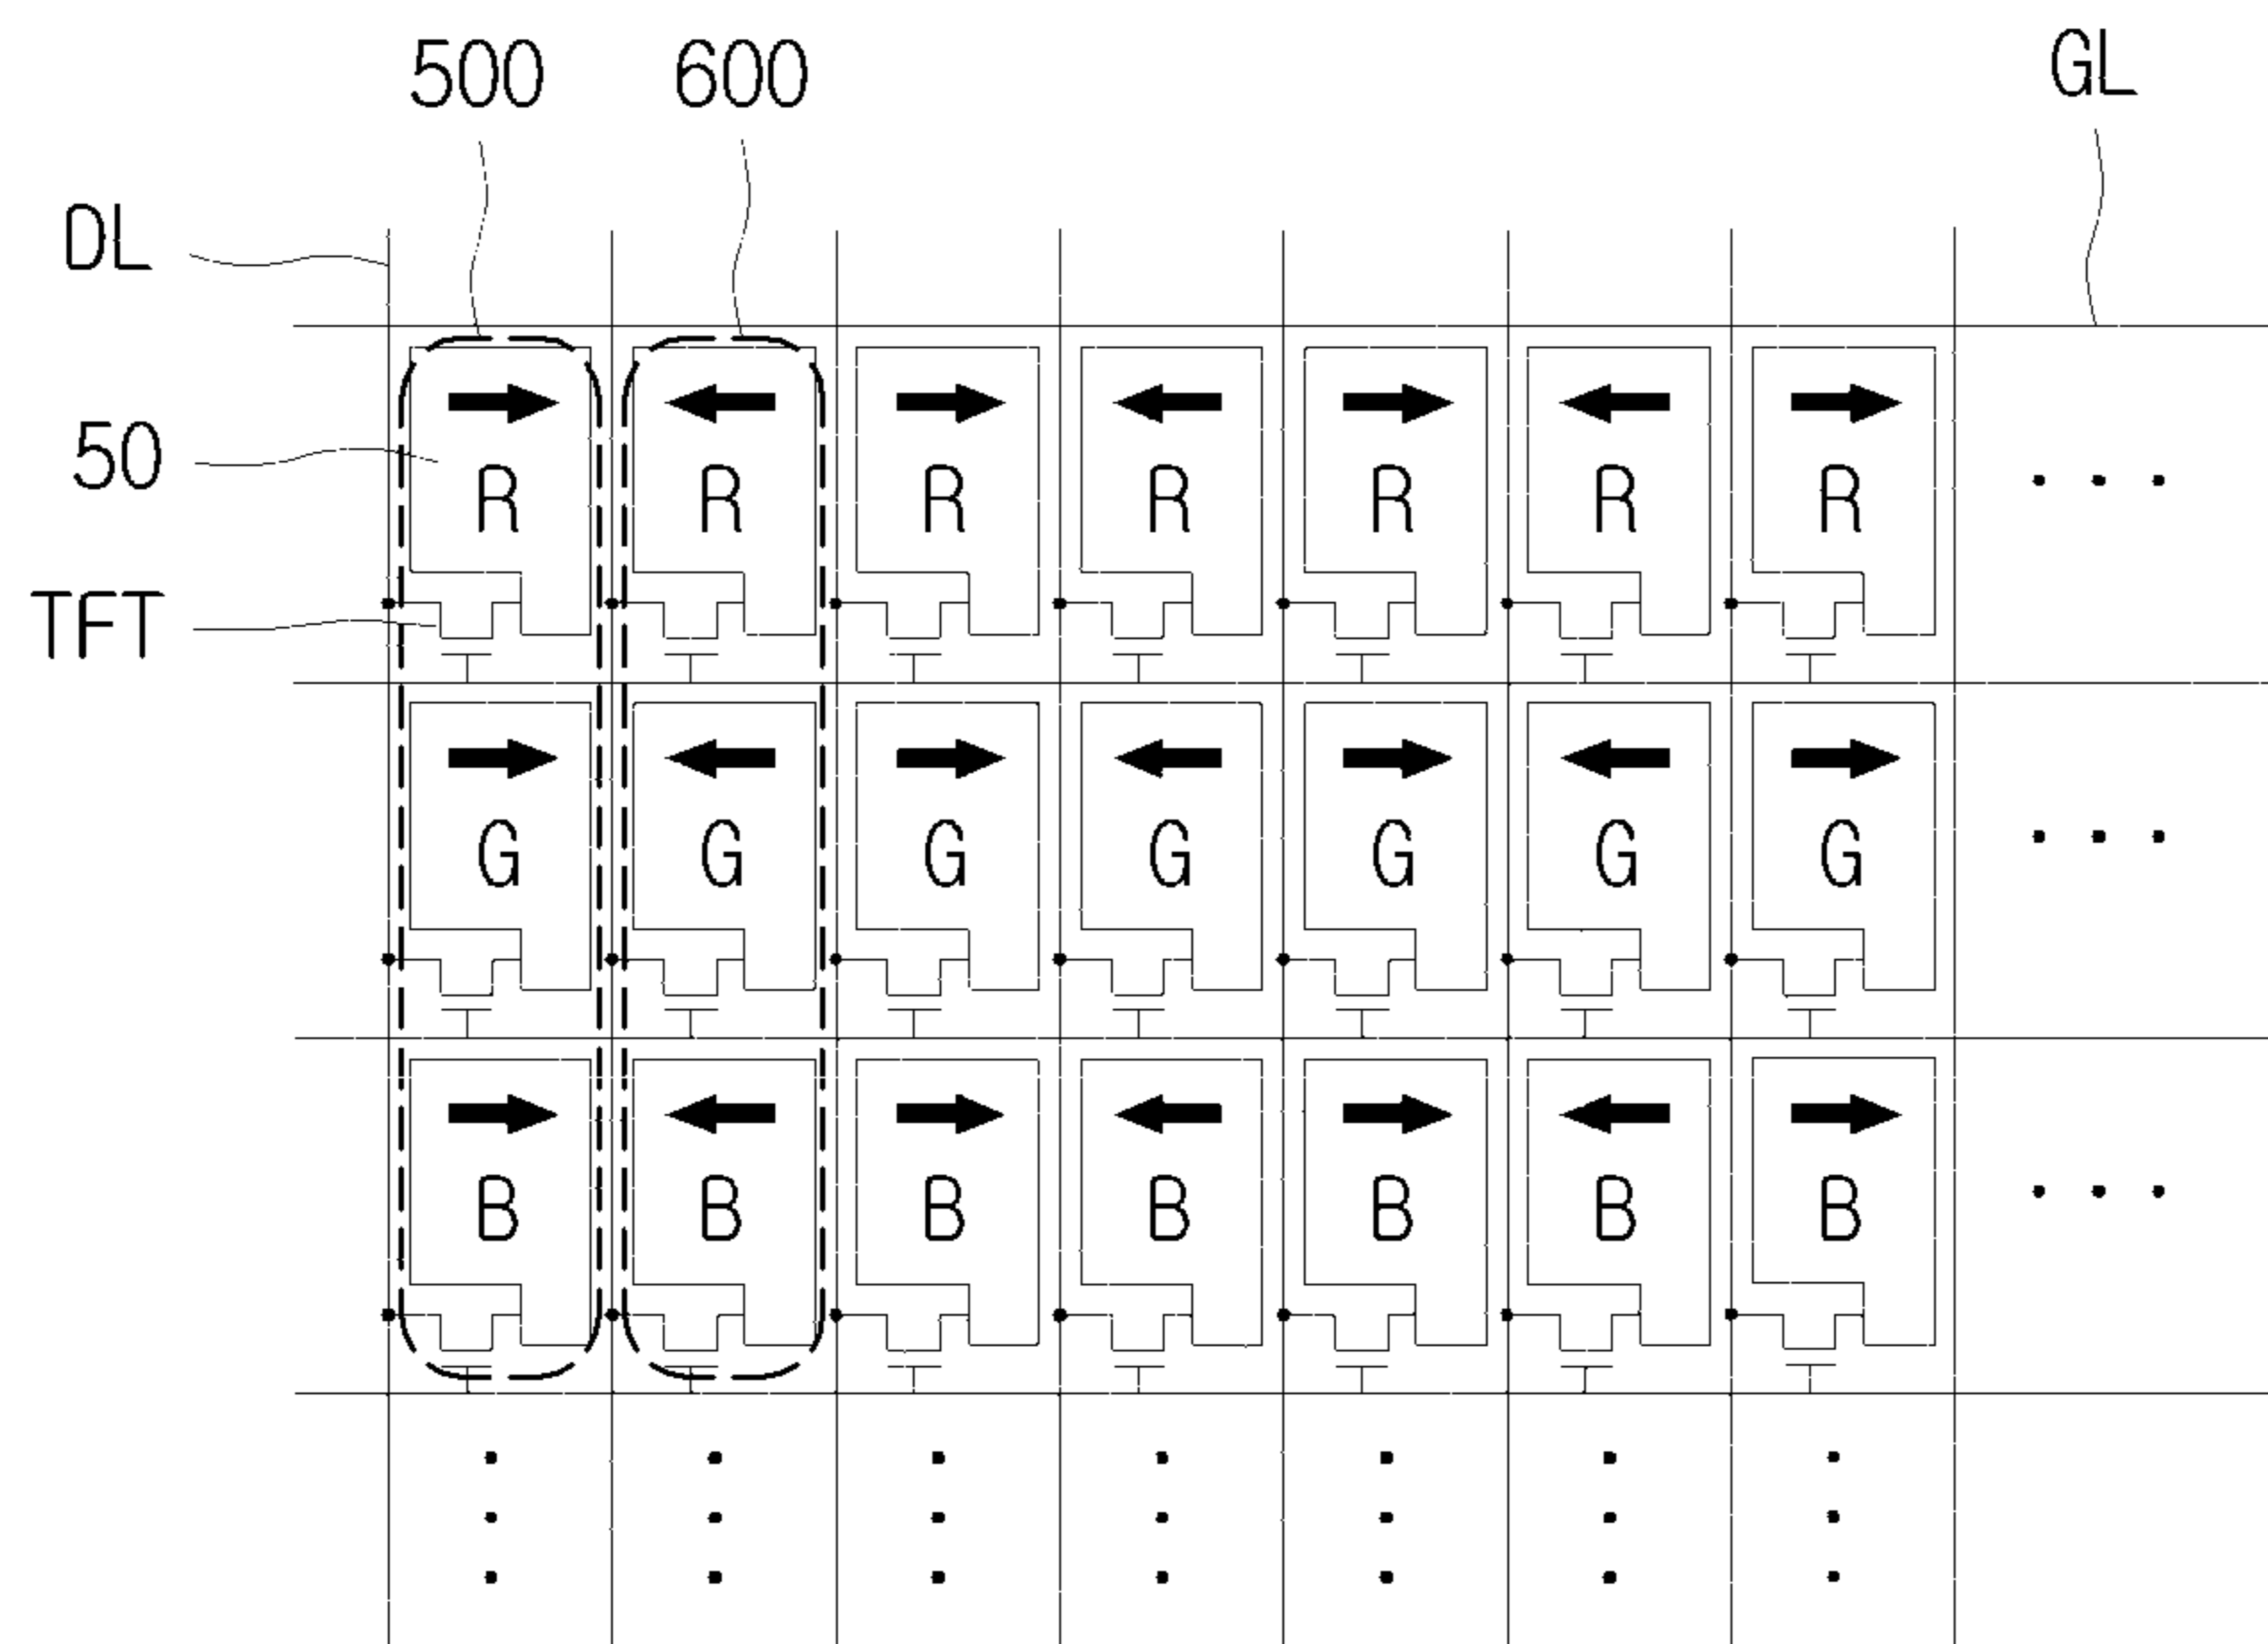 500 600 GL
DL
50
R R R R R R R . . .
TFT
G G G G G G G . . .
B B B B B B B . . .